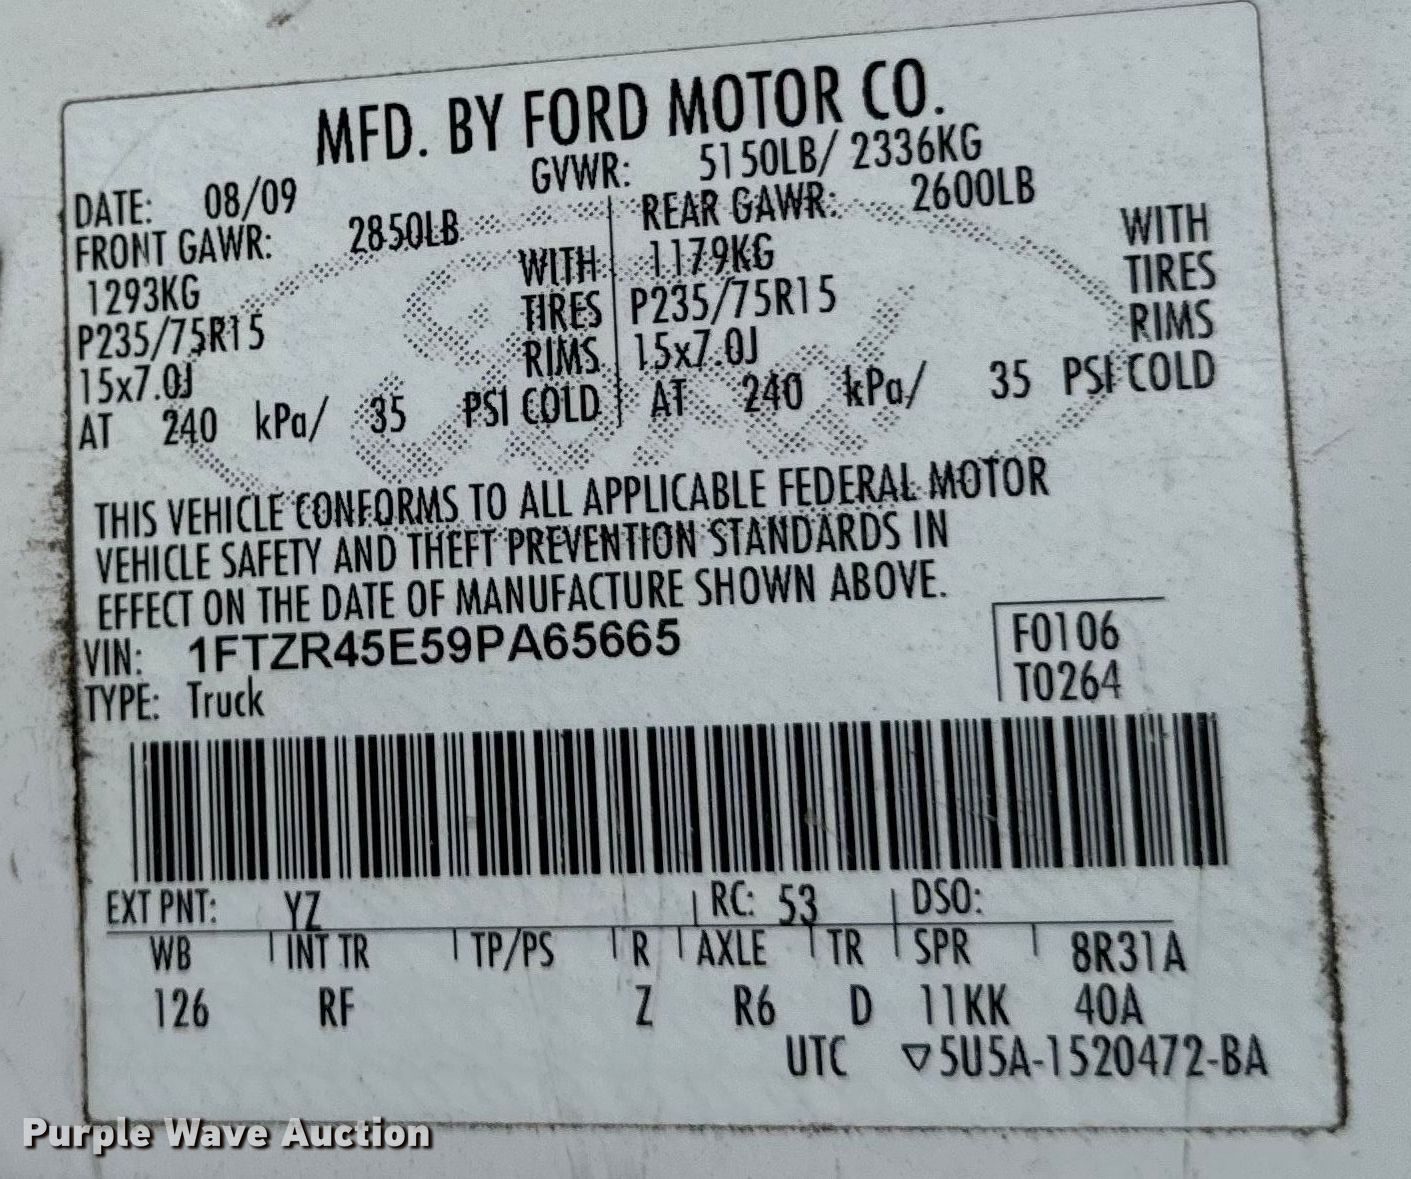 MFD. BY FORD MOTOR CO.
DATE: 08/09 GVWR: 5150LB/ 2336KG
FRONT GAWR: 2850LB REAR GAWR: 2600LB
1293KG WITH 1179KG WITH
P235/75R15 TIRES P235/75R15 TIRES
15x7.0J RIMS 15x7.0J RIMS
AT 240 kPa/ 35 PSI COLD AT 240 kPa/ 35 PSI COLD
THIS VEHICLE CONFORMS TO ALL APPLICABLE FEDERAL MOTOR
VEHICLE SAFETY AND THEFT PREVENTION STANDARDS IN
EFFECT ON THE DATE OF MANUFACTURE SHOWN ABOVE.
VIN: 1FTZR45E59PA65665 F0106
TYPE: Truck T0264
EXT PNT: YZ RC: 53 DSO:
WB INT TR TP/PS R AXLE TR SPR 8R31A
126 RF Z R6 D 11KK 40A
UTC ▽5U5A-1520472-BA
Purple Wave Auction